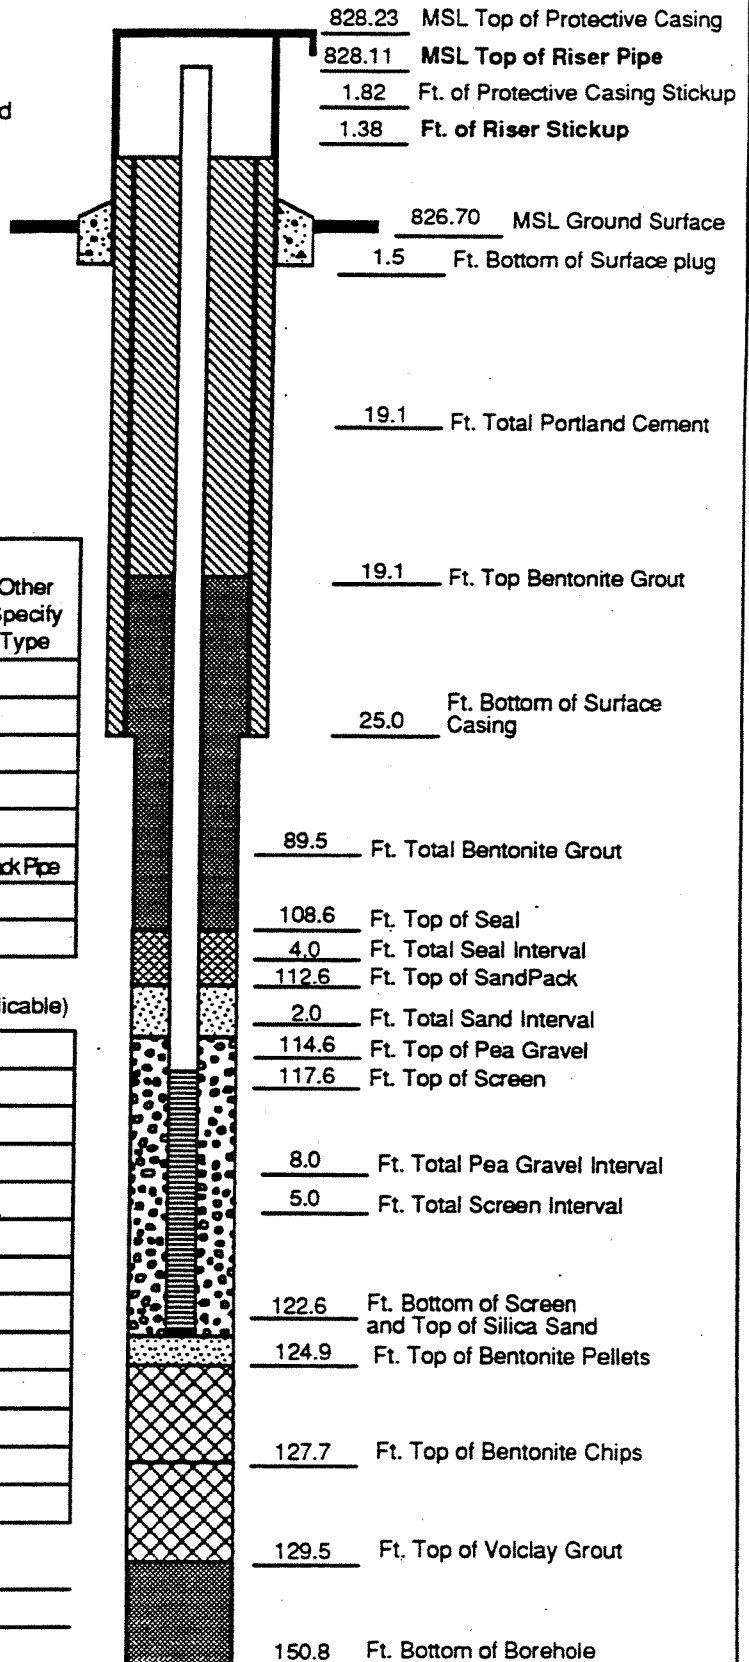 828.23 MSL Top of Protective Casing
828.11 MSL Top of Riser Pipe
1.82 Ft. of Protective Casing Stickup
d
1.38 Ft. of Riser Stickup
826.70 MSL Ground Surface
1.5 Ft. Bottom of Surface plug
19.1 Ft. Total Portland Cement
19.1 Ft. Top Bentonite Grout
Other
Specify
Type
25.0 Ft. Bottom of Surface
Casing
89.5 Ft. Total Bentonite Grout
ck Pipe
108.6 Ft. Top of Seal
4.0 Ft. Total Seal Interval
112.6 Ft. Top of SandPack
licable)
2.0 Ft. Total Sand Interval
114.6 Ft. Top of Pea Gravel
117.6 Ft. Top of Screen
8.0 Ft. Total Pea Gravel Interval
5.0 Ft. Total Screen Interval
122.6 Ft. Bottom of Screen
and Top of Silica Sand
124.9 Ft. Top of Bentonite Pellets
127.7 Ft. Top of Bentonite Chips
129.5 Ft. Top of Volclay Grout
150.8 Ft. Bottom of Borehole